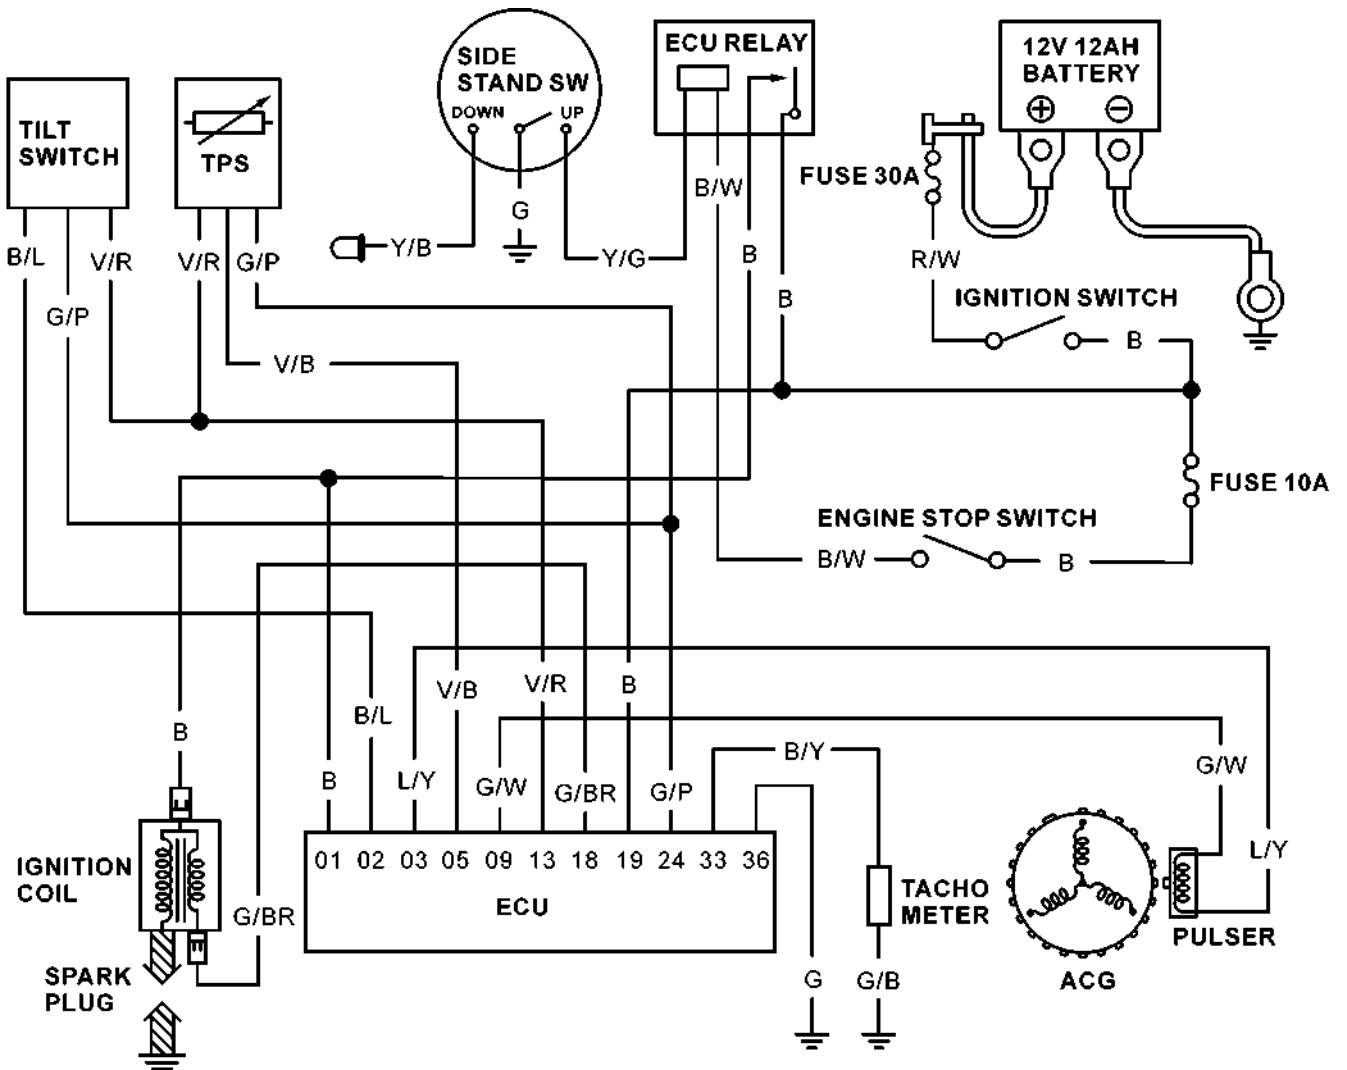 SIDE
STAND SW
DOWN
UP
ECU RELAY
12V 12AH
BATTERY
+
−
TILT
SWITCH
TPS
FUSE 30A
B/W
G
Y/B
Y/G
B
B/L
V/R
V/R
G/P
R/W
G/P
B
IGNITION SWITCH
B
V/B
FUSE 10A
ENGINE STOP SWITCH
B/W
B
V/B
V/R
B
B/L
B
B
L/Y
G/W
G/BR
G/P
B/Y
G/W
L/Y
01 02 03 05 09 13 18 19 24 33 36
ECU
IGNITION
COIL
G/BR
TACHO
METER
PULSER
ACG
SPARK
PLUG
G
G/B